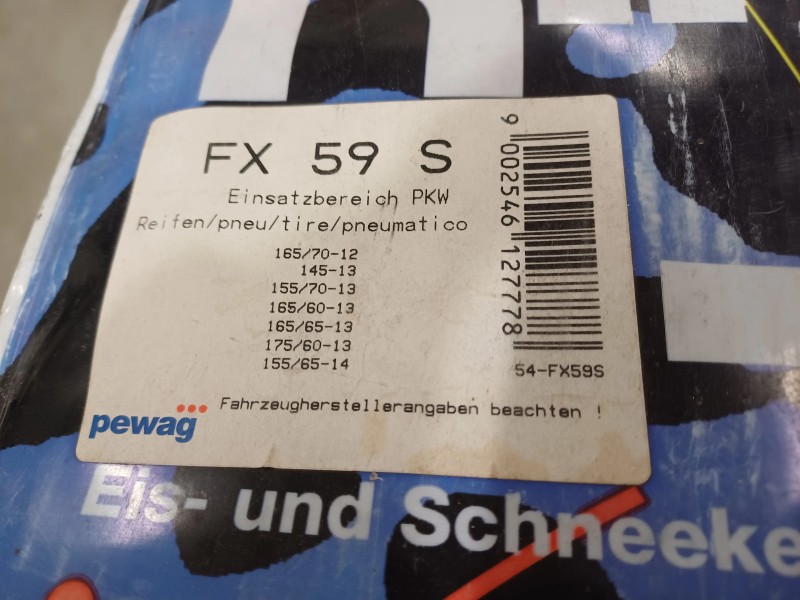 FX 59 S
Einsatzbereich PKW
Reifen/pneu/tire/pneumatico
165/70-12
145-13
155/70-13
165/60-13
165/65-13
175/60-13
155/65-14
9 002546 127778
54-FX59S
Fahrzeugherstellerangaben beachten !
pewag
Eis- und Schneeke